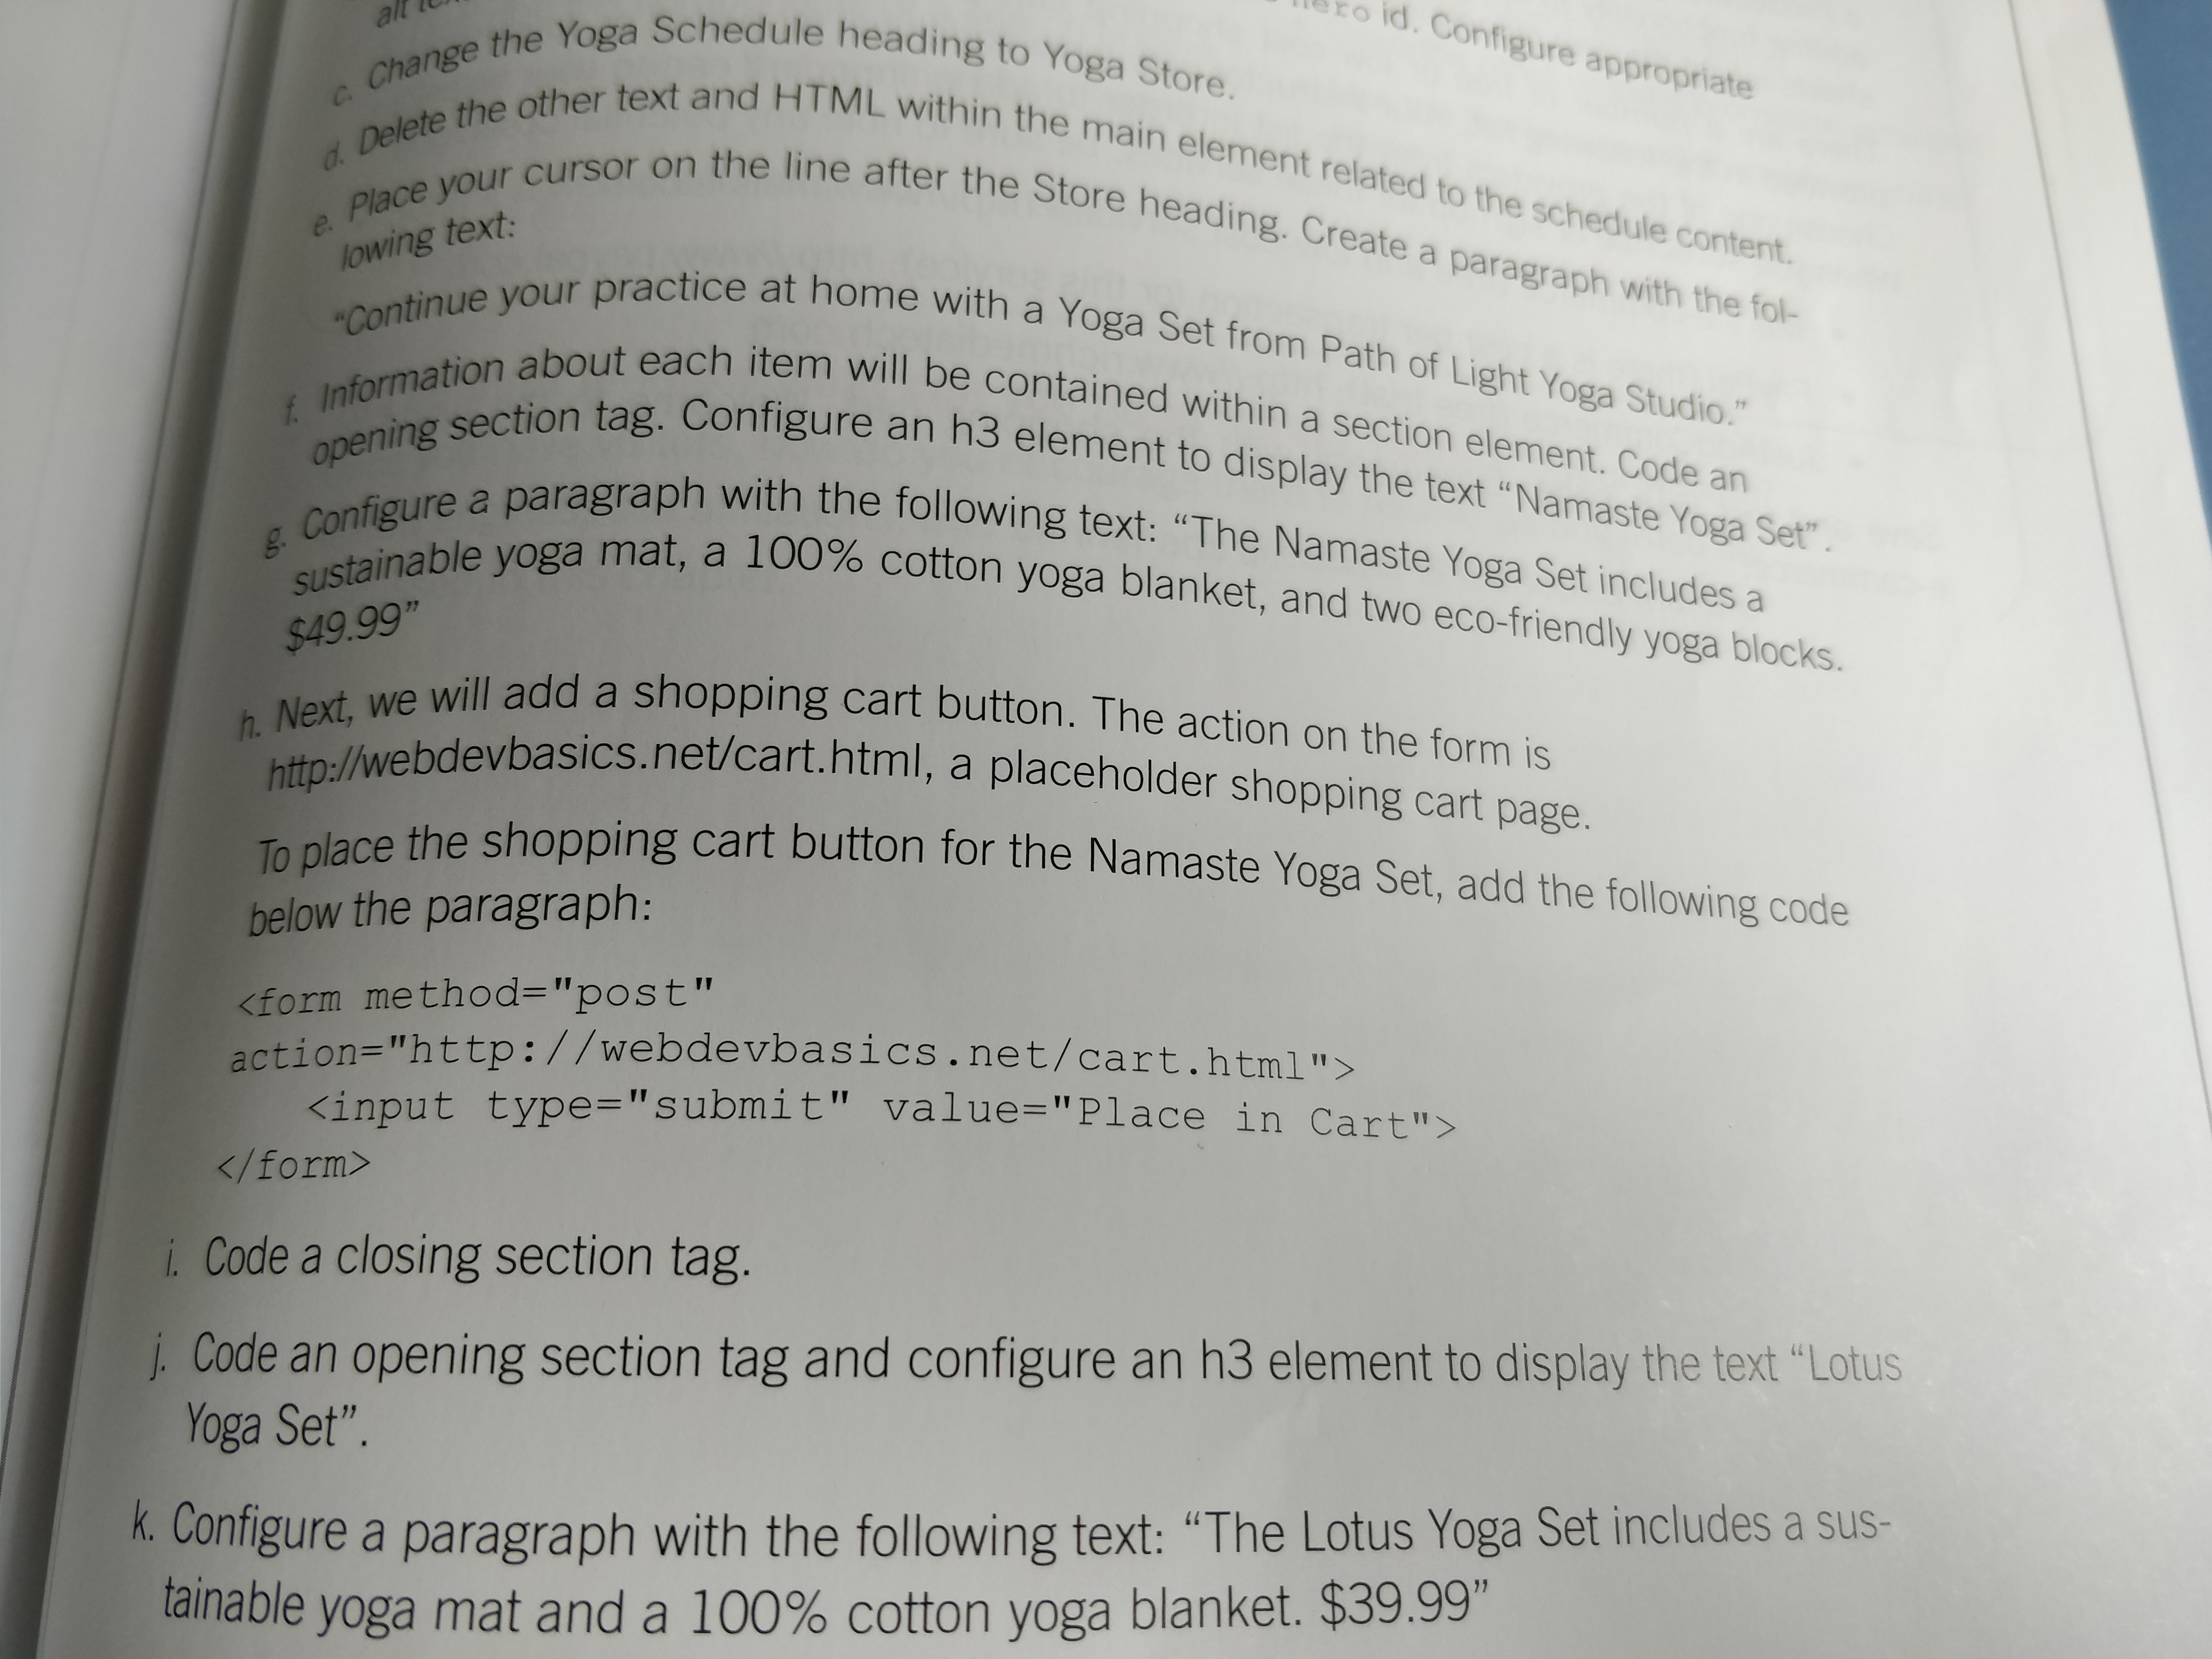 alt
id. Configure appropriate
c. Change the Yoga Schedule heading to Yoga Store.
d. Delete the other text and HTML within the main element related to the schedule content.
e. Place your cursor on the line after the Store heading. Create a paragraph with the fol-
lowing text:
“Continue your practice at home with a Yoga Set from Path of Light Yoga Studio.”
f. Information about each item will be contained within a section element. Code an
opening section tag. Configure an h3 element to display the text “Namaste Yoga Set”.
g. Configure a paragraph with the following text: “The Namaste Yoga Set includes a
sustainable yoga mat, a 100% cotton yoga blanket, and two eco-friendly yoga blocks.
$49.99”
h. Next, we will add a shopping cart button. The action on the form is
http://webdevbasics.net/cart.html, a placeholder shopping cart page.
To place the shopping cart button for the Namaste Yoga Set, add the following code
below the paragraph:
<form method="post"
action="http://webdevbasics.net/cart.html">
<input type="submit" value="Place in Cart">
</form>
i. Code a closing section tag.
j. Code an opening section tag and configure an h3 element to display the text “Lotus
Yoga Set”.
k. Configure a paragraph with the following text: “The Lotus Yoga Set includes a sus-
tainable yoga mat and a 100% cotton yoga blanket. $39.99”